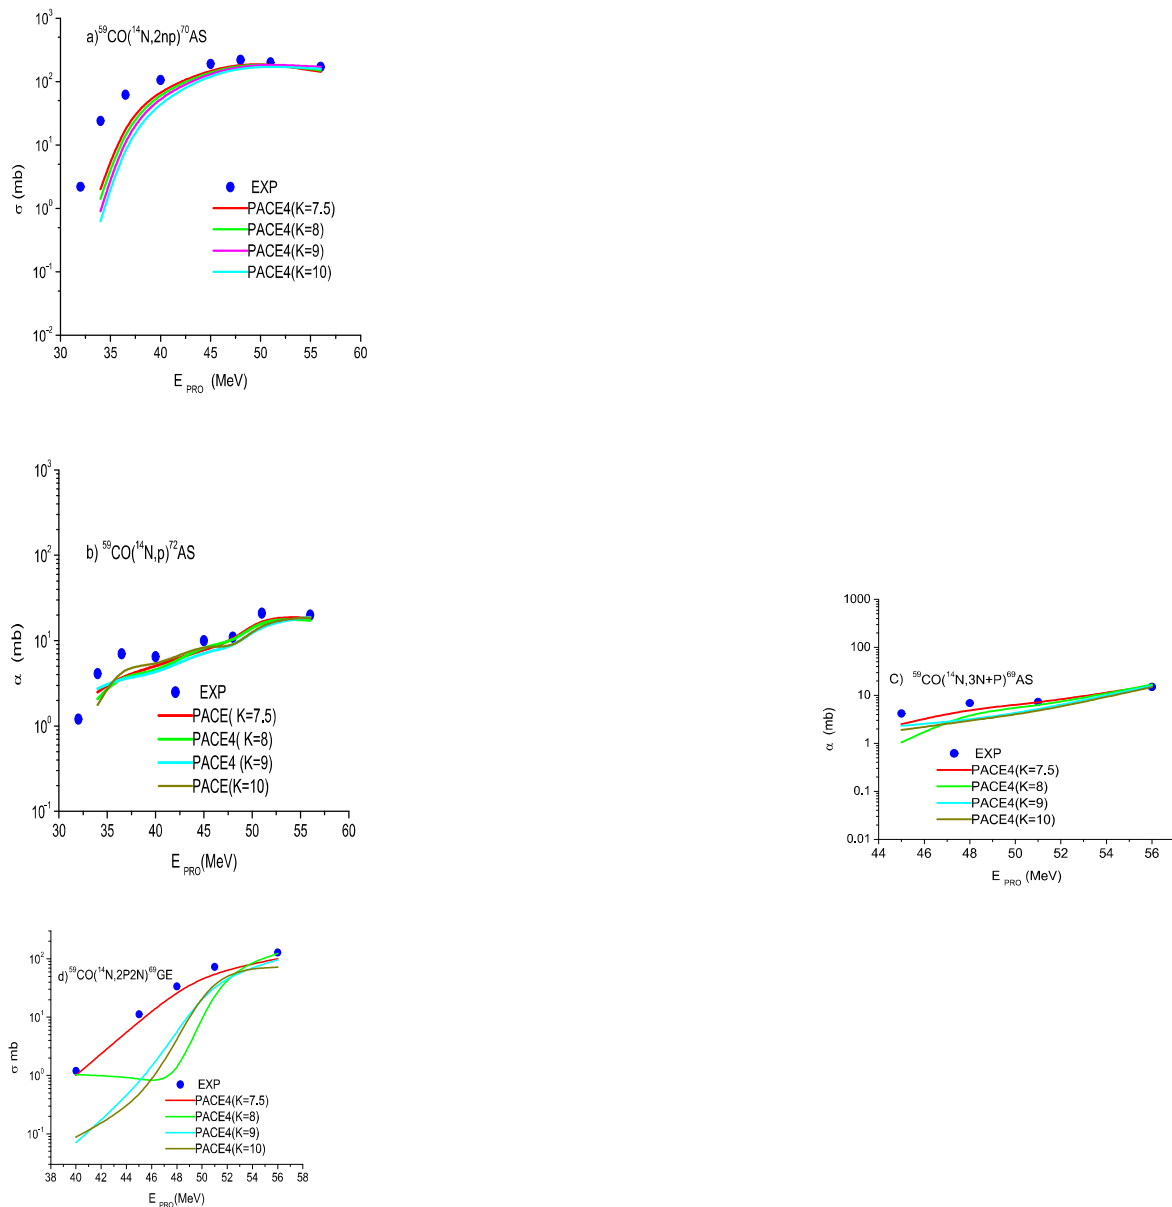 a)⁵⁹CO(¹⁴N,2np)⁷⁰AS
10³
10²
10¹
10⁰
10⁻¹
10⁻²
σ (mb)
EXP
PACE4(K=7.5)
PACE4(K=8)
PACE4(K=9)
PACE4(K=10)
30 35 40 45 50 55 60
E PRO (MeV)
b) ⁵⁹CO(¹⁴N,p)⁷²AS
10³
10²
10¹
10⁰
10⁻¹
α (mb)
EXP
PACE( K=7.5)
PACE4( K=8)
PACE4 (K=9)
PACE(K=10)
30 35 40 45 50 55 60
E PRO(MeV)
C) ⁵⁹CO(¹⁴N,3N+P)⁶⁹AS
1000
100
10
1
0.1
0.01
α (mb)
EXP
PACE4(K=7.5)
PACE4(K=8)
PACE4(K=9)
PACE4(K=10)
44 46 48 50 52 54 56
E PRO (MeV)
d)⁵⁹CO(¹⁴N,2P2N)⁶⁹GE
10²
10¹
10⁰
10⁻¹
σ mb
EXP
PACE4(K=7.5)
PACE4(K=8)
PACE4(K=9)
PACE4(K=10)
38 40 42 44 46 48 50 52 54 56 58
E PRO(MeV)